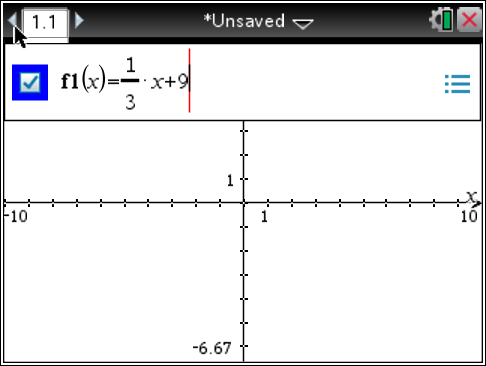 1.1 *Unsaved
f1(x)=1/3·x+9
1
x
-10 1 10
-6.67